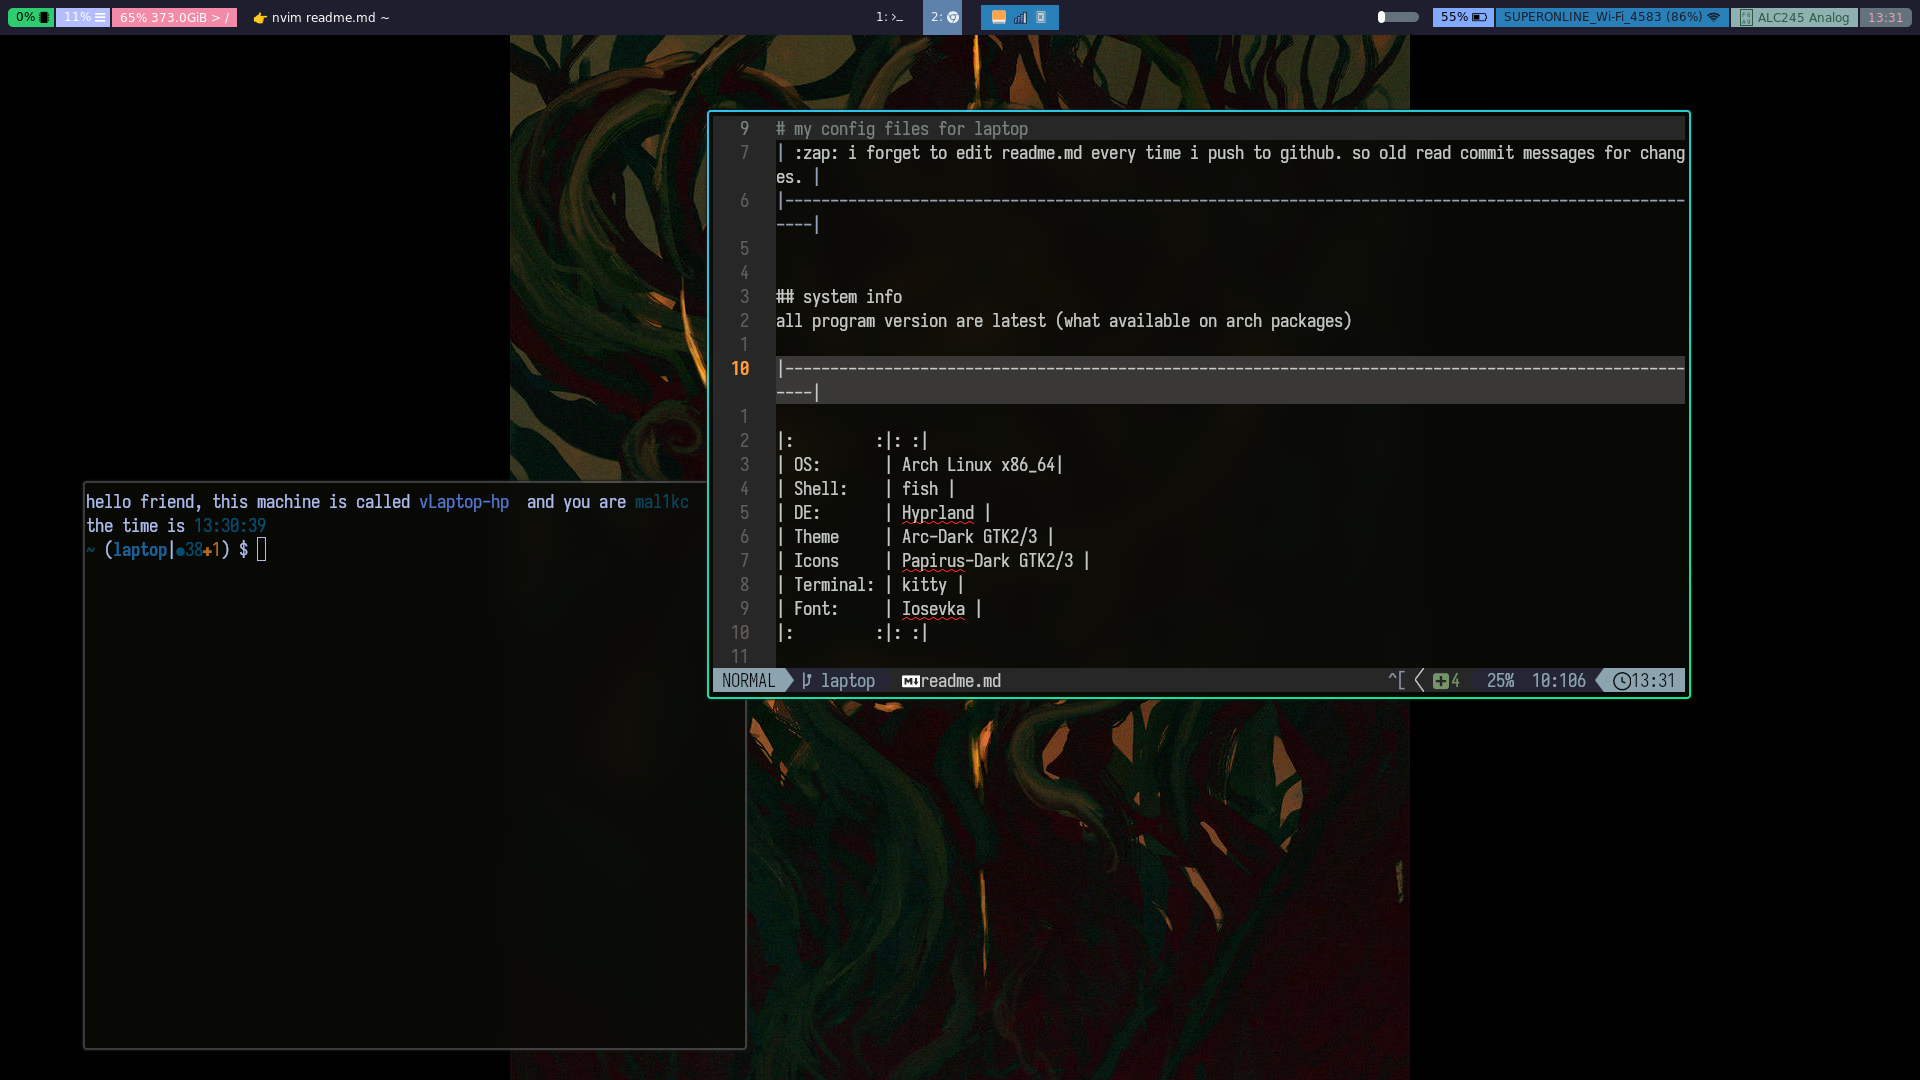 0% 11% 65% 373.0GiB > / 👉 nvim readme.md ~ 1: 2: 55% SUPERONLINE_Wi-Fi_4583 (86%) ALC245 Analog 13:31
9 # my config files for laptop
7 | :zap: i forget to edit readme.md every time i push to github. so old read commit messages for chang
es. |
6 |----------------------------------------------------------------------------------------------------
----|
5
4
3 ## system info
2 all program version are latest (what available on arch packages)
1
10 |----------------------------------------------------------------------------------------------------
----|
1
2 |: :|: :|
3 | OS: | Arch Linux x86_64|
4 | Shell: | fish |
5 | DE: | Hyprland |
6 | Theme | Arc-Dark GTK2/3 |
7 | Icons | Papirus-Dark GTK2/3 |
8 | Terminal: | kitty |
9 | Font: | Iosevka |
10 |: :|: :|
11
NORMAL laptop readme.md ^[ 4 25% 10:106 13:31
hello friend, this machine is called vLaptop-hp and you are mal1kc
the time is 13:30:39
~ (laptop|●38+1) $